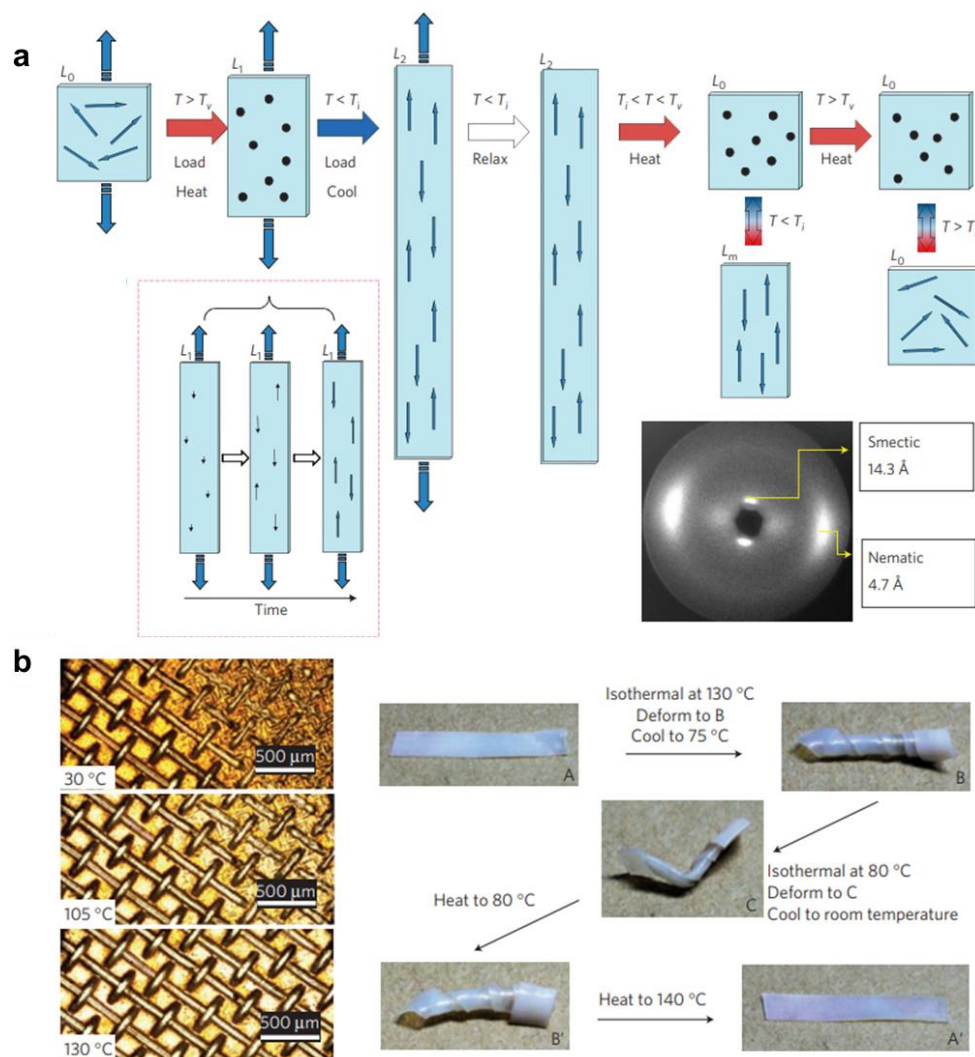 a
L0
T > Tv
Load
Heat
L1
T < Ti
Load
Cool
L2
T < Ti
Relax
L2
Ti < T < Tv
Heat
L0
T > Tv
Heat
L0
T < Ti
Lm
T > T
L0
L1
L1
L1
Time
Smectic
14.3 Å
Nematic
4.7 Å
b
500 μm
30 °C
500 μm
105 °C
500 μm
130 °C
A
Isothermal at 130 °C
Deform to B
Cool to 75 °C
B
C
Isothermal at 80 °C
Deform to C
Cool to room temperature
Heat to 80 °C
B'
Heat to 140 °C
A'